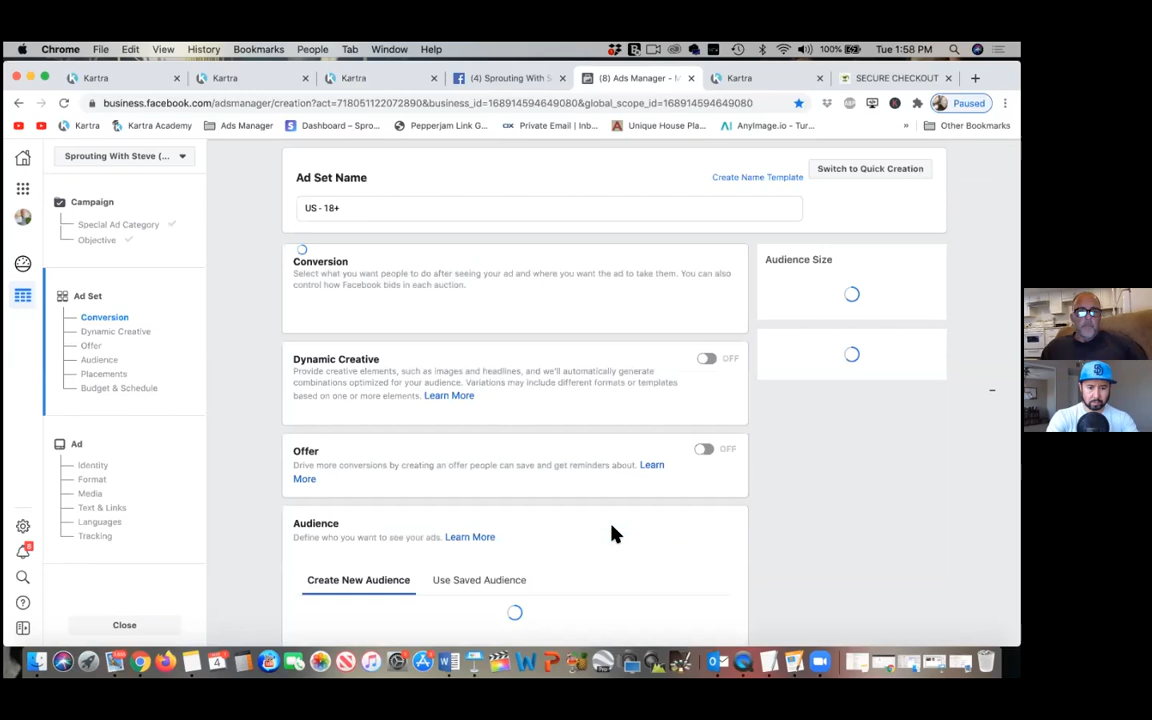 Chrome File Edit View History Bookmarks People Tab Window Help 100% Tue 1:58 PM
Kartra Kartra Kartra (4) Sprouting With S (8) Ads Manager - M Kartra SECURE CHECKOUT
business.facebook.com/adsmanager/creation?act=718051122072890&business_id=168914594649080&global_scope_id=168914594649080 Paused
Kartra Kartra Academy Ads Manager Dashboard – Spro... Pepperjam Link G... Private Email | Inb... Unique House Pla... AnyImage.io - Tur... » Other Bookmarks
Sprouting With Steve (...
Campaign
Special Ad Category
Objective
Ad Set
Conversion
Dynamic Creative
Offer
Audience
Placements
Budget & Schedule
Ad
Identity
Format
Media
Text & Links
Languages
Tracking
Close
Ad Set Name
Create Name Template
Switch to Quick Creation
US - 18+
Conversion
Select what you want people to do after seeing your ad and where you want the ad to take them. You can also
control how Facebook bids in each auction.
Audience Size
Dynamic Creative
OFF
Provide creative elements, such as images and headlines, and we'll automatically generate
combinations optimized for your audience. Variations may include different formats or templates
based on one or more elements. Learn More
Offer
OFF
Drive more conversions by creating an offer people can save and get reminders about. Learn
More
Audience
Define who you want to see your ads. Learn More
Create New Audience Use Saved Audience